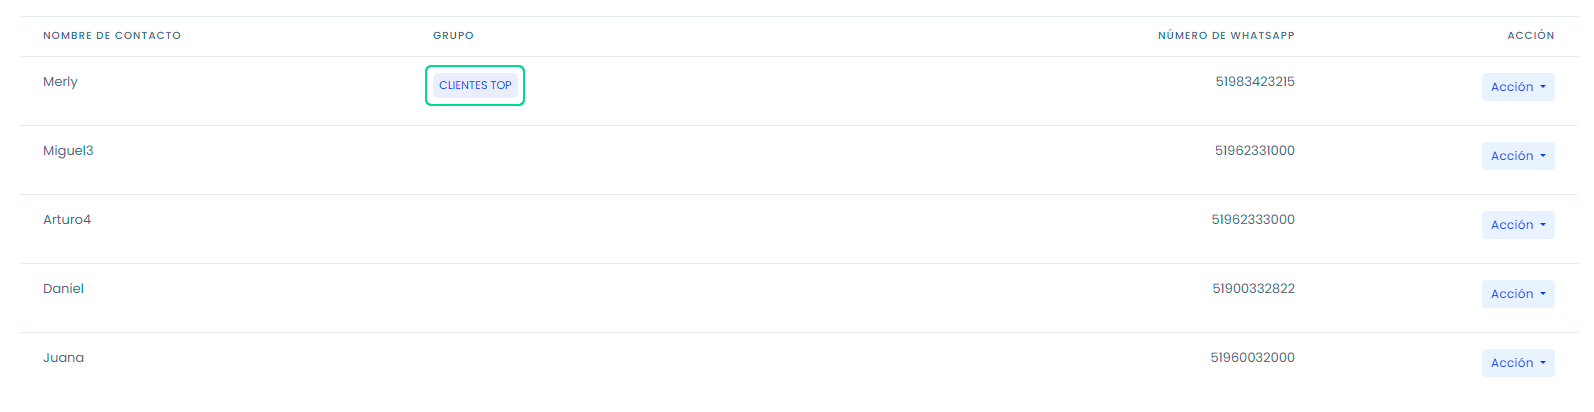 NOMBRE DE CONTACTO GRUPO NÚMERO DE WHATSAPP ACCIÓN
Merly CLIENTES TOP 51983423215 Acción
Miguel3 51962331000 Acción
Arturo4 51962333000 Acción
Daniel 51900332822 Acción
Juana 51960032000 Acción